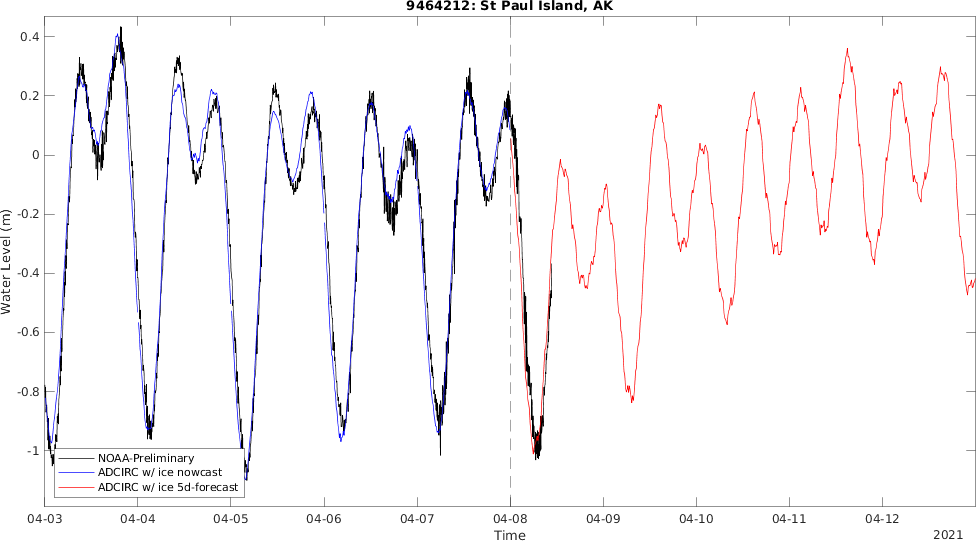 9464212: St Paul Island, AK
0.4
0.2
0
-0.2
-0.4
-0.6
-0.8
-1
Water Level (m)
NOAA-Preliminary
ADCIRC w/ ice nowcast
ADCIRC w/ ice 5d-forecast
04-03 04-04 04-05 04-06 04-07 04-08 04-09 04-10 04-11 04-12
Time
2021